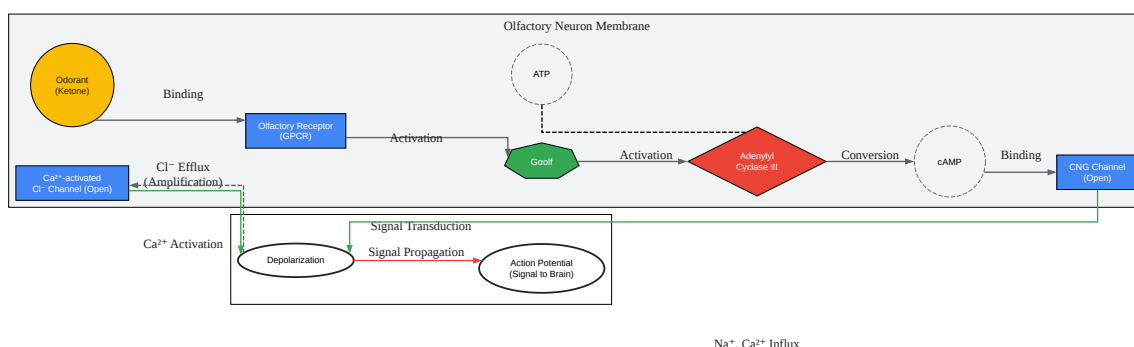 Olfactory Neuron Membrane
Odorant
(Ketone)
Binding
Olfactory Receptor
(GPCR)
Activation
ATP
Gαolf
Activation
Adenylyl
Cyclase III
Conversion
cAMP
Binding
CNG Channel
(Open)
Ca²⁺-activated
Cl⁻ Channel (Open)
Cl⁻ Efflux
(Amplification)
Ca²⁺ Activation
Signal Transduction
Depolarization
Signal Propagation
Action Potential
(Signal to Brain)
Na⁺, Ca²⁺ Influx